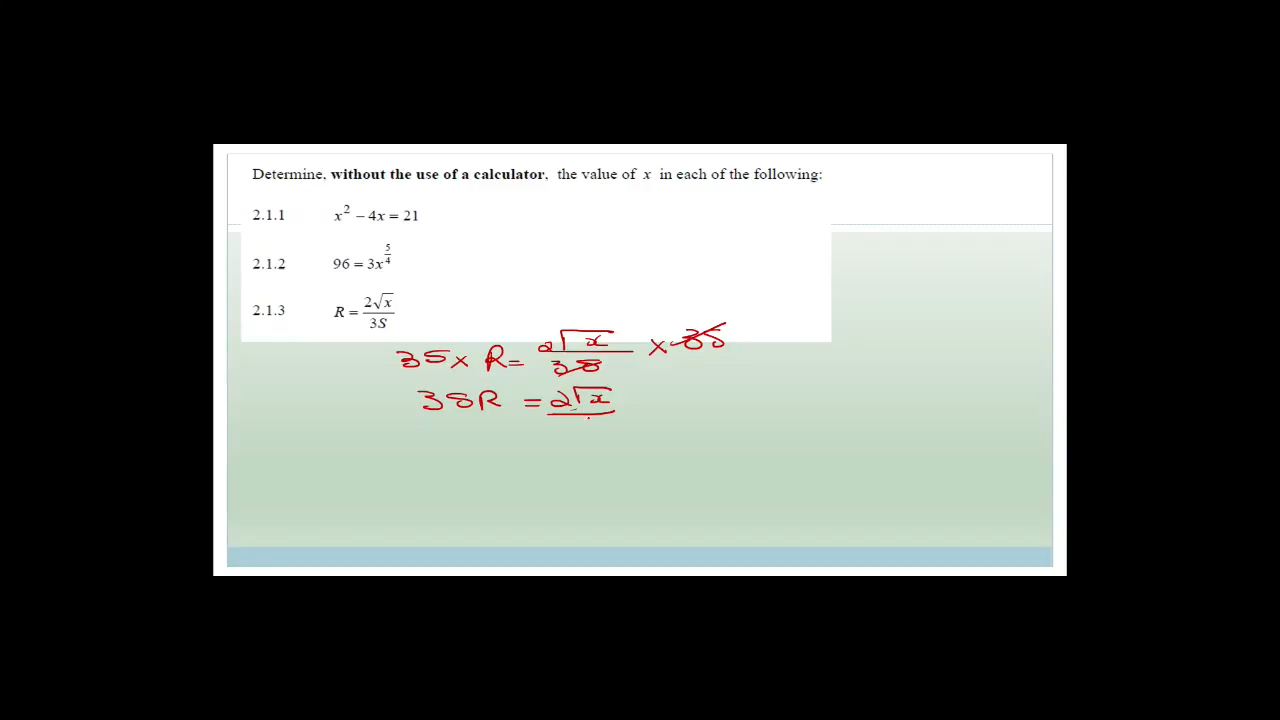 Determine, without the use of a calculator, the value of x in each of the following:
2.1.1 x² − 4x = 21
2.1.2 96 = 3x^(5/4)
2.1.3 R = 2√x / 3S
3S × R = 2√x / 3S × 3S
3SR = 2√x